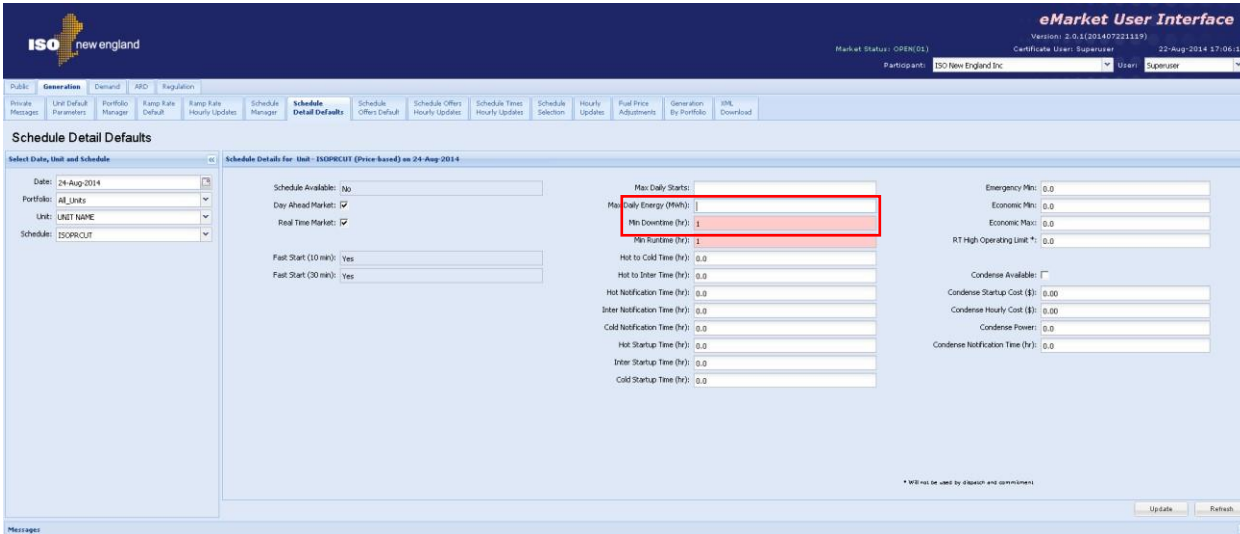 ISO new england
eMarket User Interface
Version: 2.0.1(201407221119)
Market Status: OPEN(01) Certificate User: Superuser 22-Aug-2014 17:06:1
Participant: ISO New England Inc User: Superuser
Public Generation Demand ARD Regulation
Private Messages Unit Default Parameters Portfolio Manager Ramp Rate Default Ramp Rate Hourly Updates Schedule Manager Schedule Detail Defaults Schedule Offers Default Schedule Offers Hourly Updates Schedule Times Hourly Updates Schedule Selection Hourly Updates Fuel Price Adjustments Generation By Portfolio XML Download
Schedule Detail Defaults
Select Date, Unit and Schedule
Date: 24-Aug-2014
Portfolio: All_Units
Unit: UNIT NAME
Schedule: ISOPRCUT
Schedule Details for Unit- ISOPRCUT (Price-based) on 24-Aug-2014
Schedule Available: No
Day Ahead Market:
Real Time Market:
Fast Start (10 min): Yes
Fast Start (30 min): Yes
Max Daily Starts:
Max Daily Energy (MWh):
Min Downtime (hr): 1
Min Runtime (hr): 1
Hot to Cold Time (hr): 0.0
Hot to Inter Time (hr): 0.0
Hot Notification Time (hr): 0.0
Inter Notification Time (hr): 0.0
Cold Notification Time (hr): 0.0
Hot Startup Time (hr): 0.0
Inter Startup Time (hr): 0.0
Cold Startup Time (hr): 0.0
Emergency Min: 0.0
Economic Min: 0.0
Economic Max: 0.0
RT High Operating Limit *: 0.0
Condense Available:
Condense Startup Cost ($): 0.00
Condense Hourly Cost ($): 0.00
Condense Power: 0.0
Condense Notification Time (hr): 0.0
* Will not be used by dispatch and commitment
Update Refresh
Messages